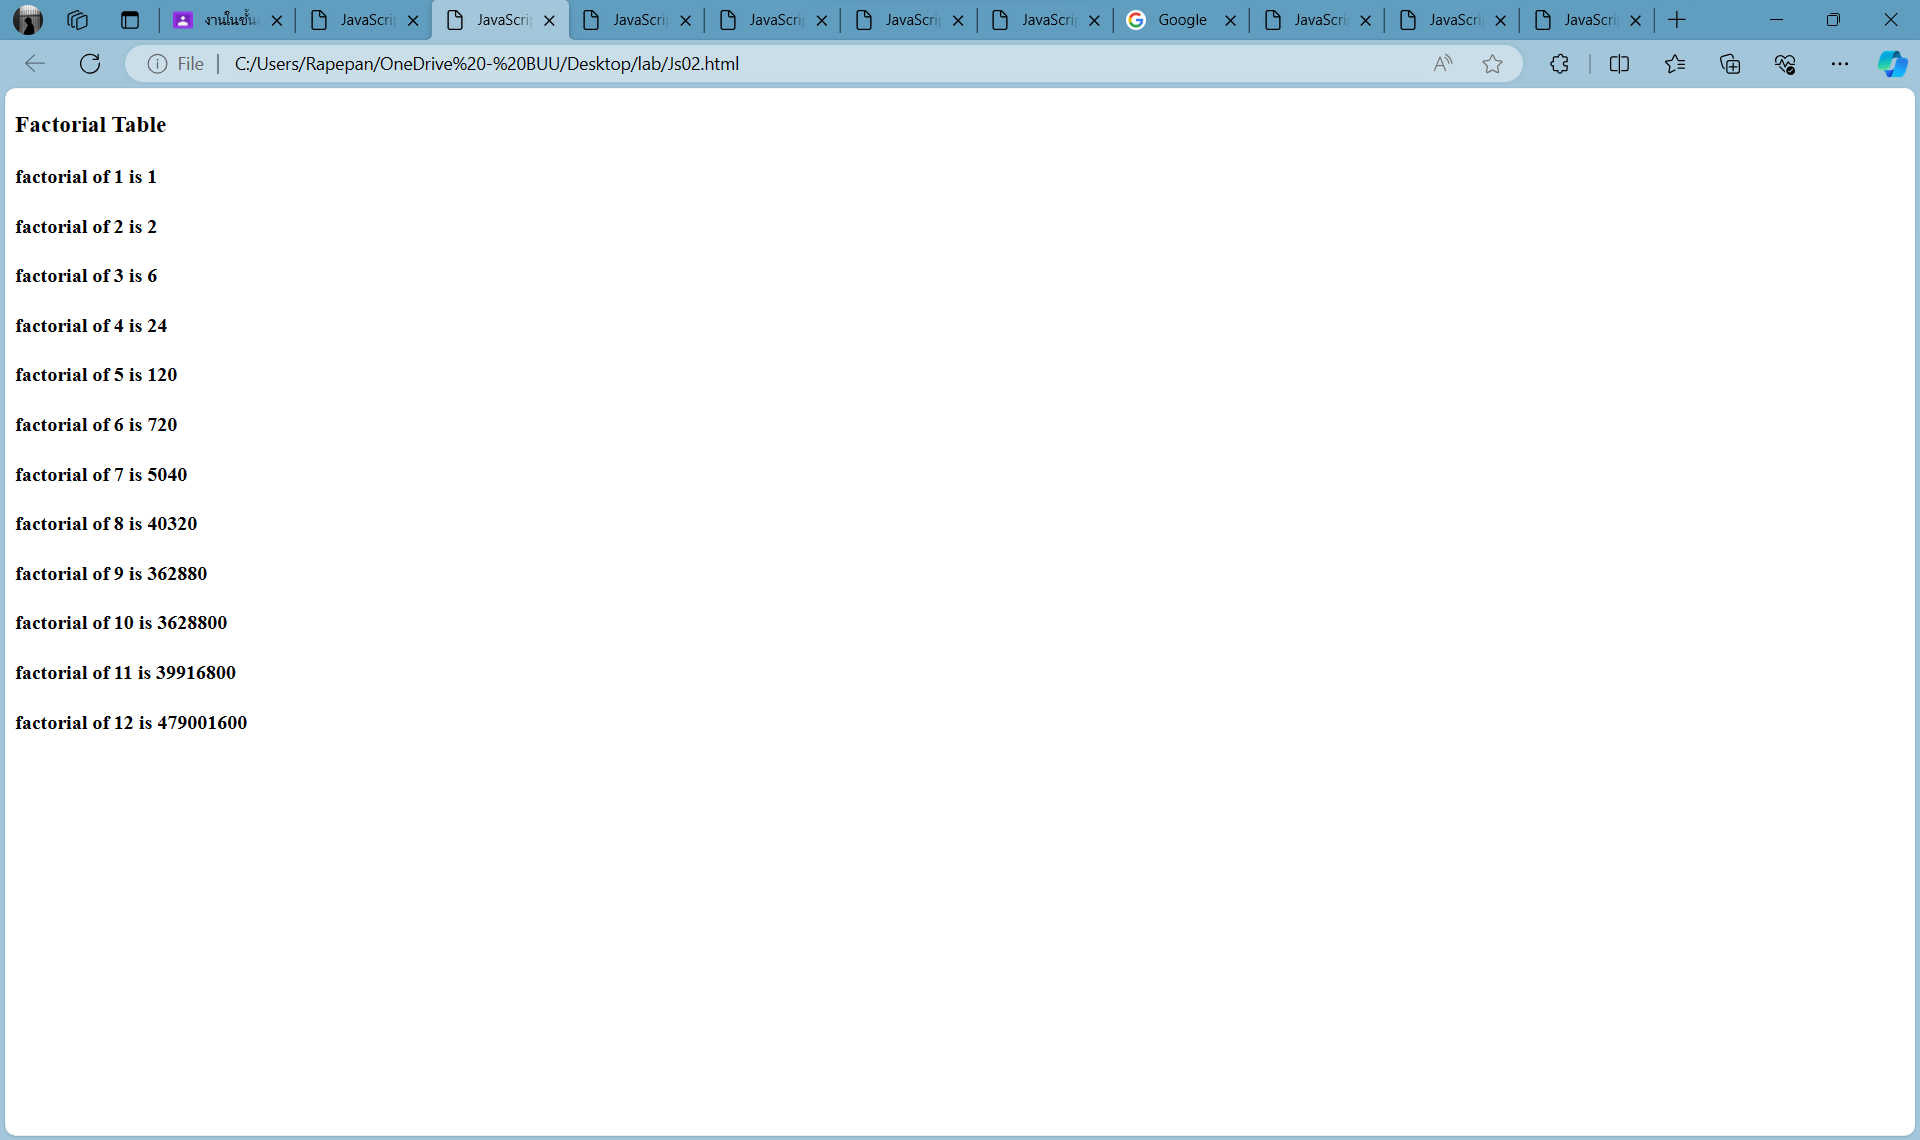 งานในชั้น
JavaScri
JavaScri
JavaScri
JavaScri
JavaScri
JavaScri
Google
JavaScri
JavaScri
JavaScri
File
C:/Users/Rapepan/OneDrive%20-%20BUU/Desktop/lab/Js02.html
Factorial Table
factorial of 1 is 1
factorial of 2 is 2
factorial of 3 is 6
factorial of 4 is 24
factorial of 5 is 120
factorial of 6 is 720
factorial of 7 is 5040
factorial of 8 is 40320
factorial of 9 is 362880
factorial of 10 is 3628800
factorial of 11 is 39916800
factorial of 12 is 479001600